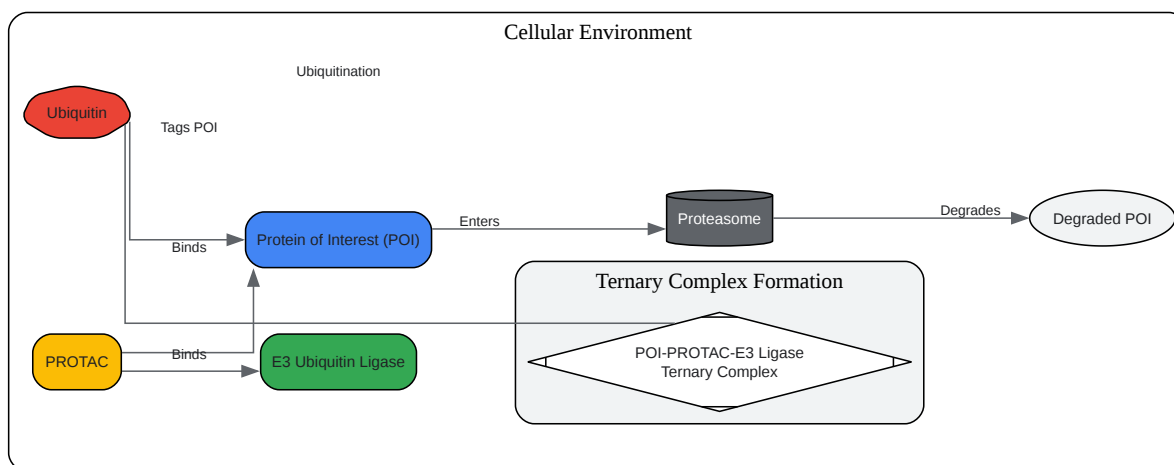 Cellular Environment
Ubiquitination
Ubiquitin
Tags POI
Protein of Interest (POI)
Binds
Enters
Proteasome
Degrades
Degraded POI
Ternary Complex Formation
PROTAC
Binds
E3 Ubiquitin Ligase
POI-PROTAC-E3 Ligase
Ternary Complex